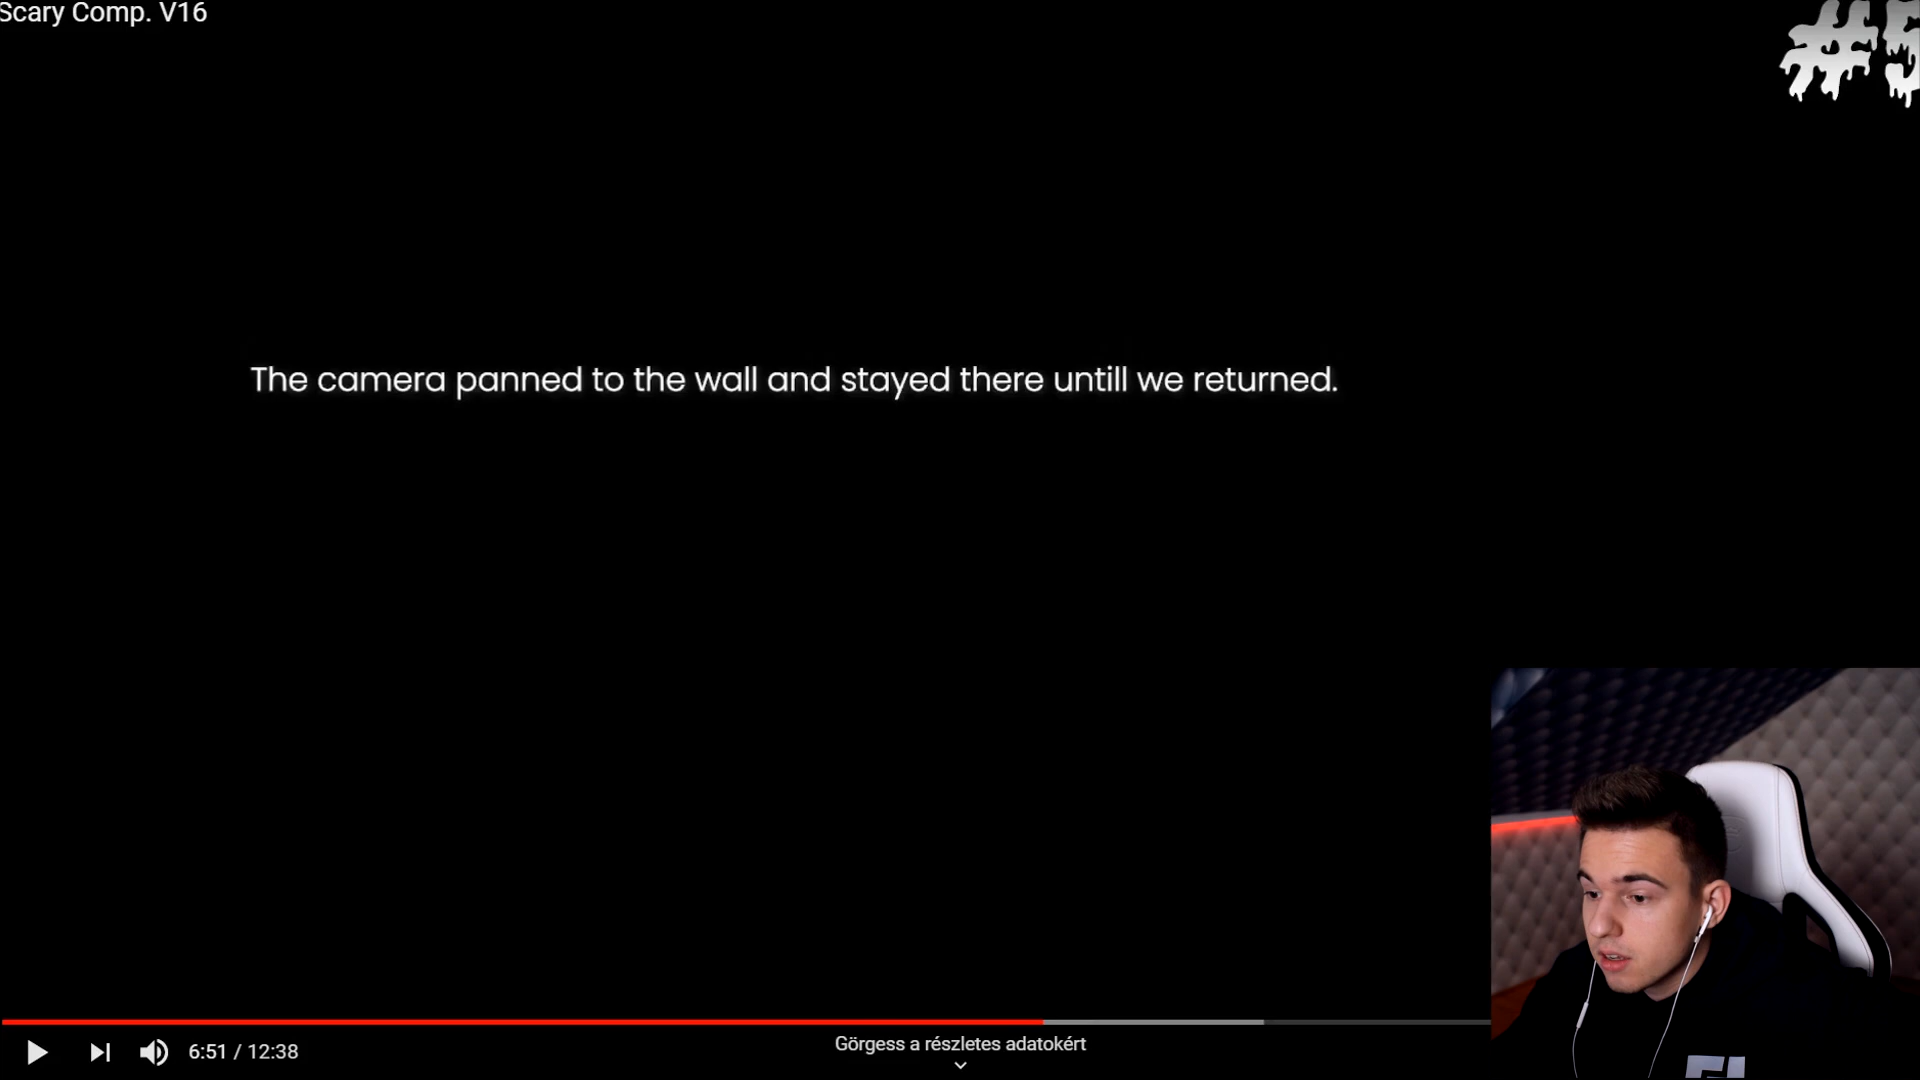 Scary Comp. V16
#5
The camera panned to the wall and stayed there untill we returned.
Görgess a részletes adatokért
6:51 / 12:38